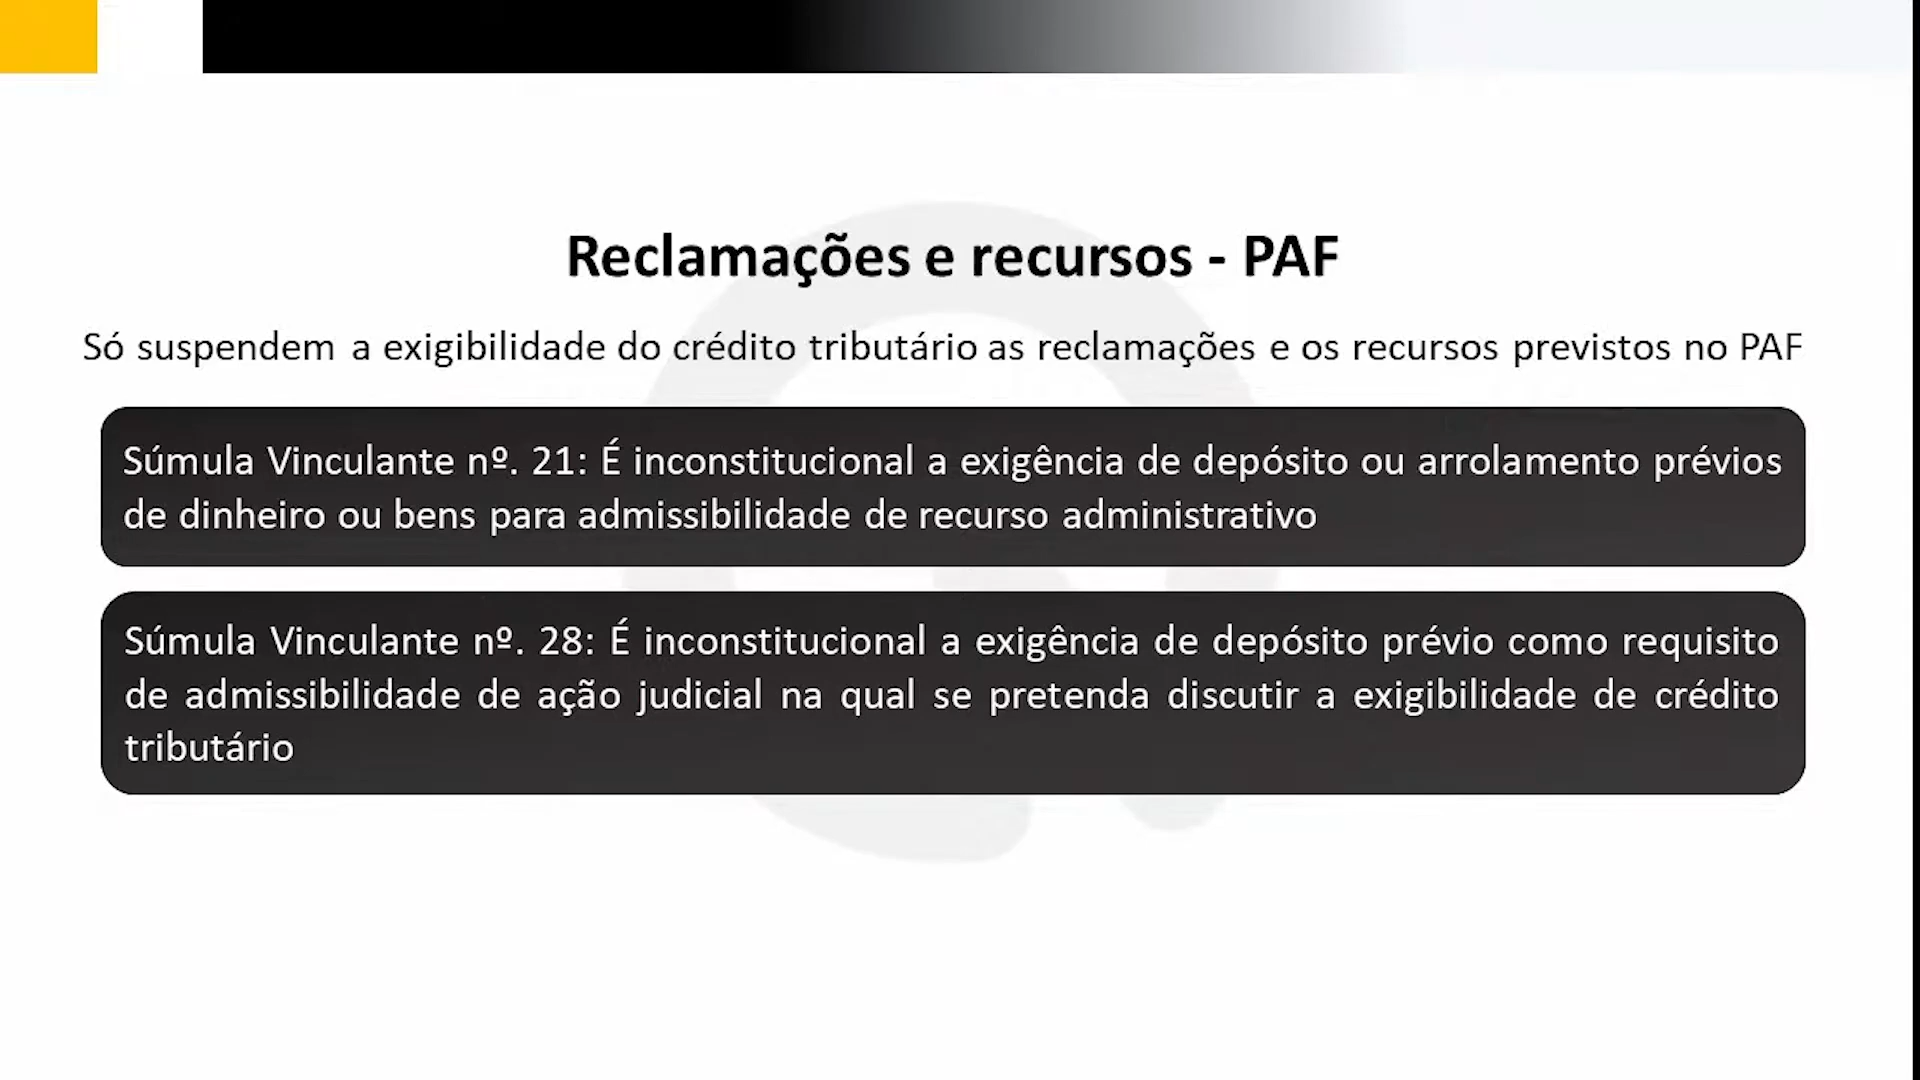 Reclamações e recursos - PAF
Só suspendem a exigibilidade do crédito tributário as reclamações e os recursos previstos no PAF
Súmula Vinculante nº. 21: É inconstitucional a exigência de depósito ou arrolamento prévios
de dinheiro ou bens para admissibilidade de recurso administrativo
Súmula Vinculante nº. 28: É inconstitucional a exigência de depósito prévio como requisito
de admissibilidade de ação judicial na qual se pretenda discutir a exigibilidade de crédito
tributário